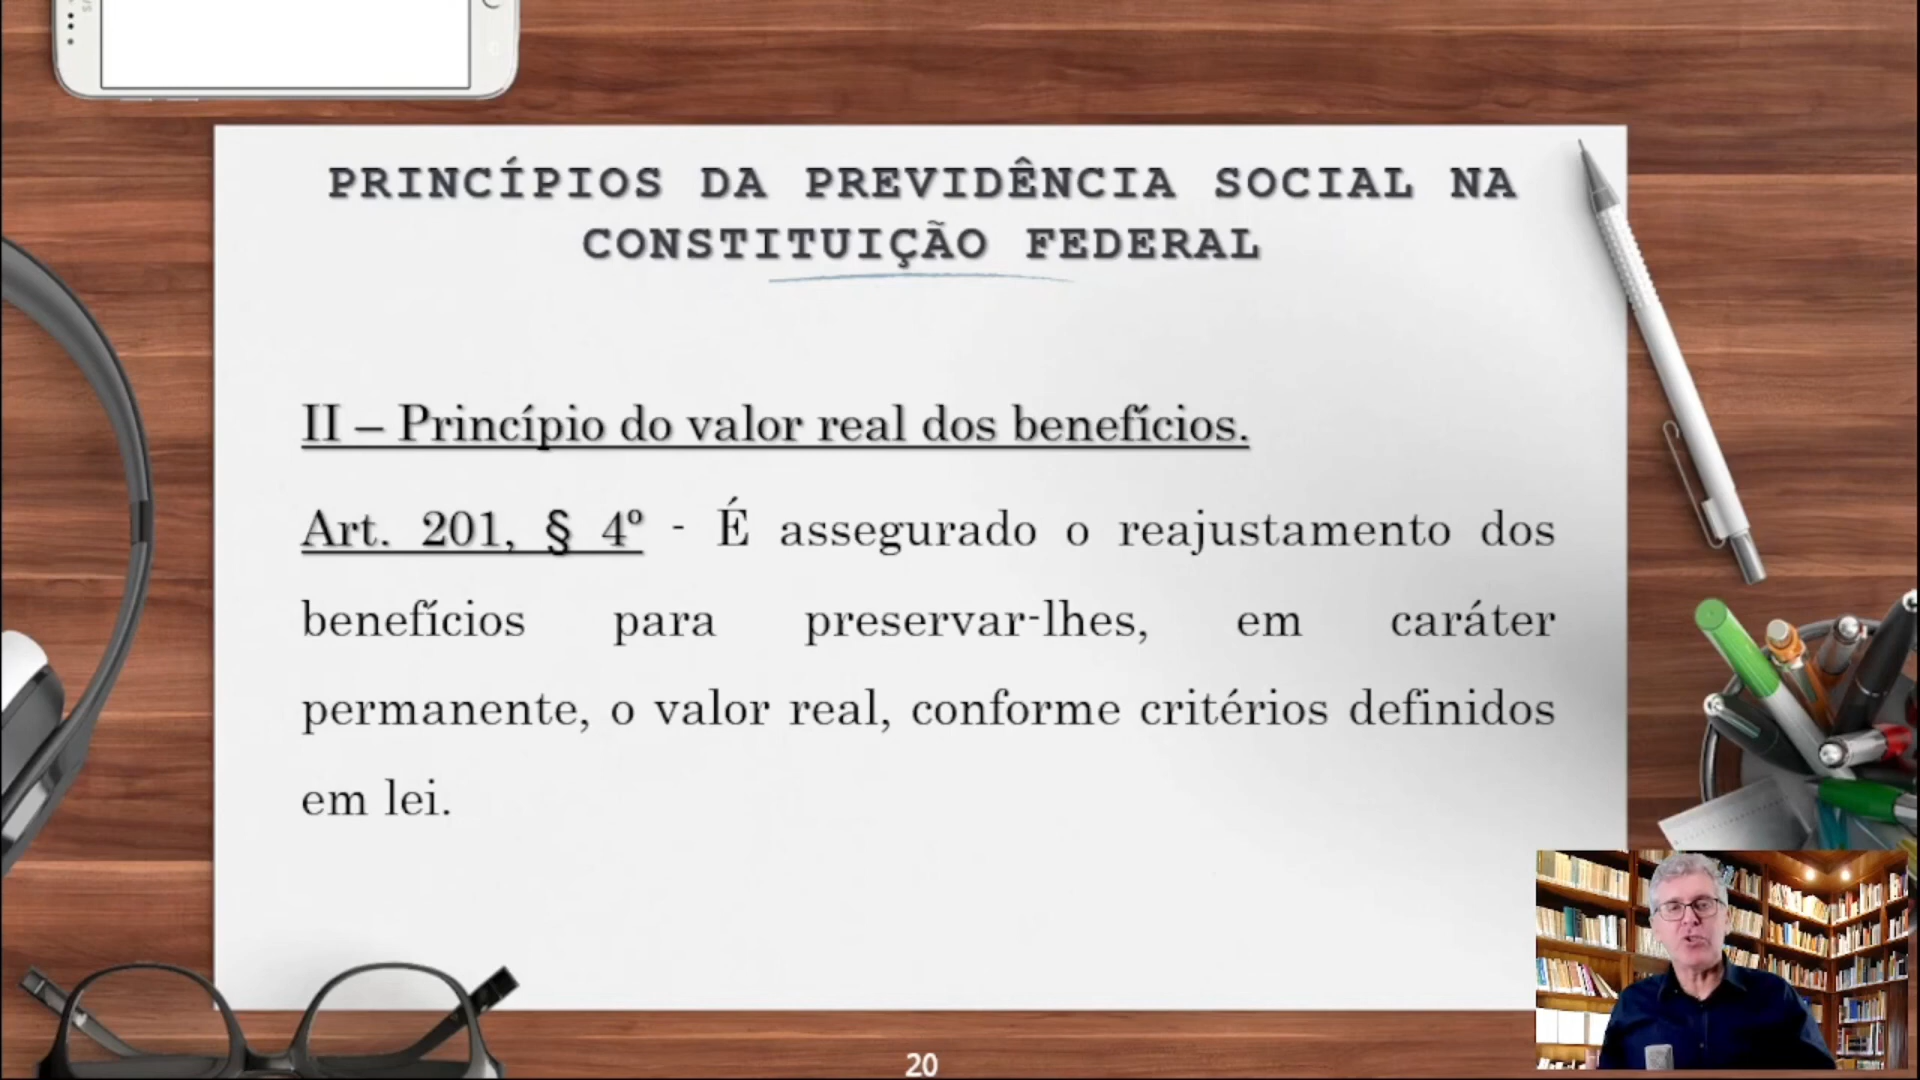 PRINCÍPIOS DA PREVIDÊNCIA SOCIAL NA
CONSTITUIÇÃO FEDERAL
II – Princípio do valor real dos benefícios.
Art. 201, § 4º - É assegurado o reajustamento dos
benefícios para preservar-lhes, em caráter
permanente, o valor real, conforme critérios definidos
em lei.
20